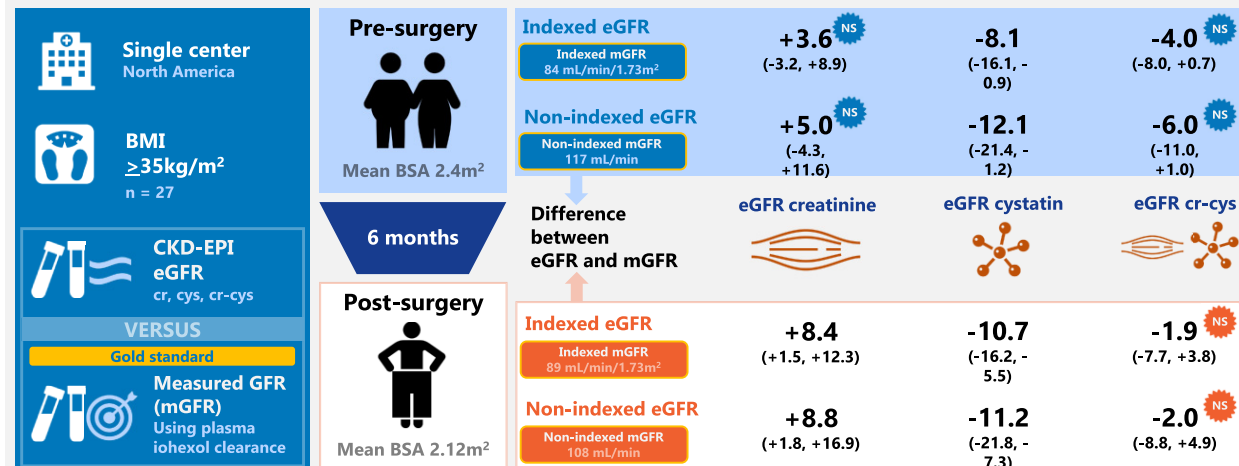 Single center
North America
BMI
≥35kg/m²
n = 27
CKD-EPI
eGFR
cr, cys, cr-cys
VERSUS
Gold standard
Measured GFR
(mGFR)
Using plasma
iohexol clearance
Pre-surgery
Mean BSA 2.4m²
6 months
Post-surgery
Mean BSA 2.12m²
Indexed eGFR
Indexed mGFR
84 mL/min/1.73m²
+3.6
NS
(-3.2, +8.9)
-8.1
(-16.1, -
0.9)
-4.0
NS
(-8.0, +0.7)
Non-indexed eGFR
Non-indexed mGFR
117 mL/min
+5.0
NS
(-4.3,
+11.6)
-12.1
(-21.4, -
1.2)
-6.0
NS
(-11.0,
+1.0)
Difference
between
eGFR and mGFR
eGFR creatinine
eGFR cystatin
eGFR cr-cys
Indexed eGFR
Indexed mGFR
89 mL/min/1.73m²
+8.4
(+1.5, +12.3)
-10.7
(-16.2, -
5.5)
-1.9
NS
(-7.7, +3.8)
Non-indexed eGFR
Non-indexed mGFR
108 mL/min
+8.8
(+1.8, +16.9)
-11.2
(-21.8, -
7.3)
-2.0
NS
(-8.8, +4.9)